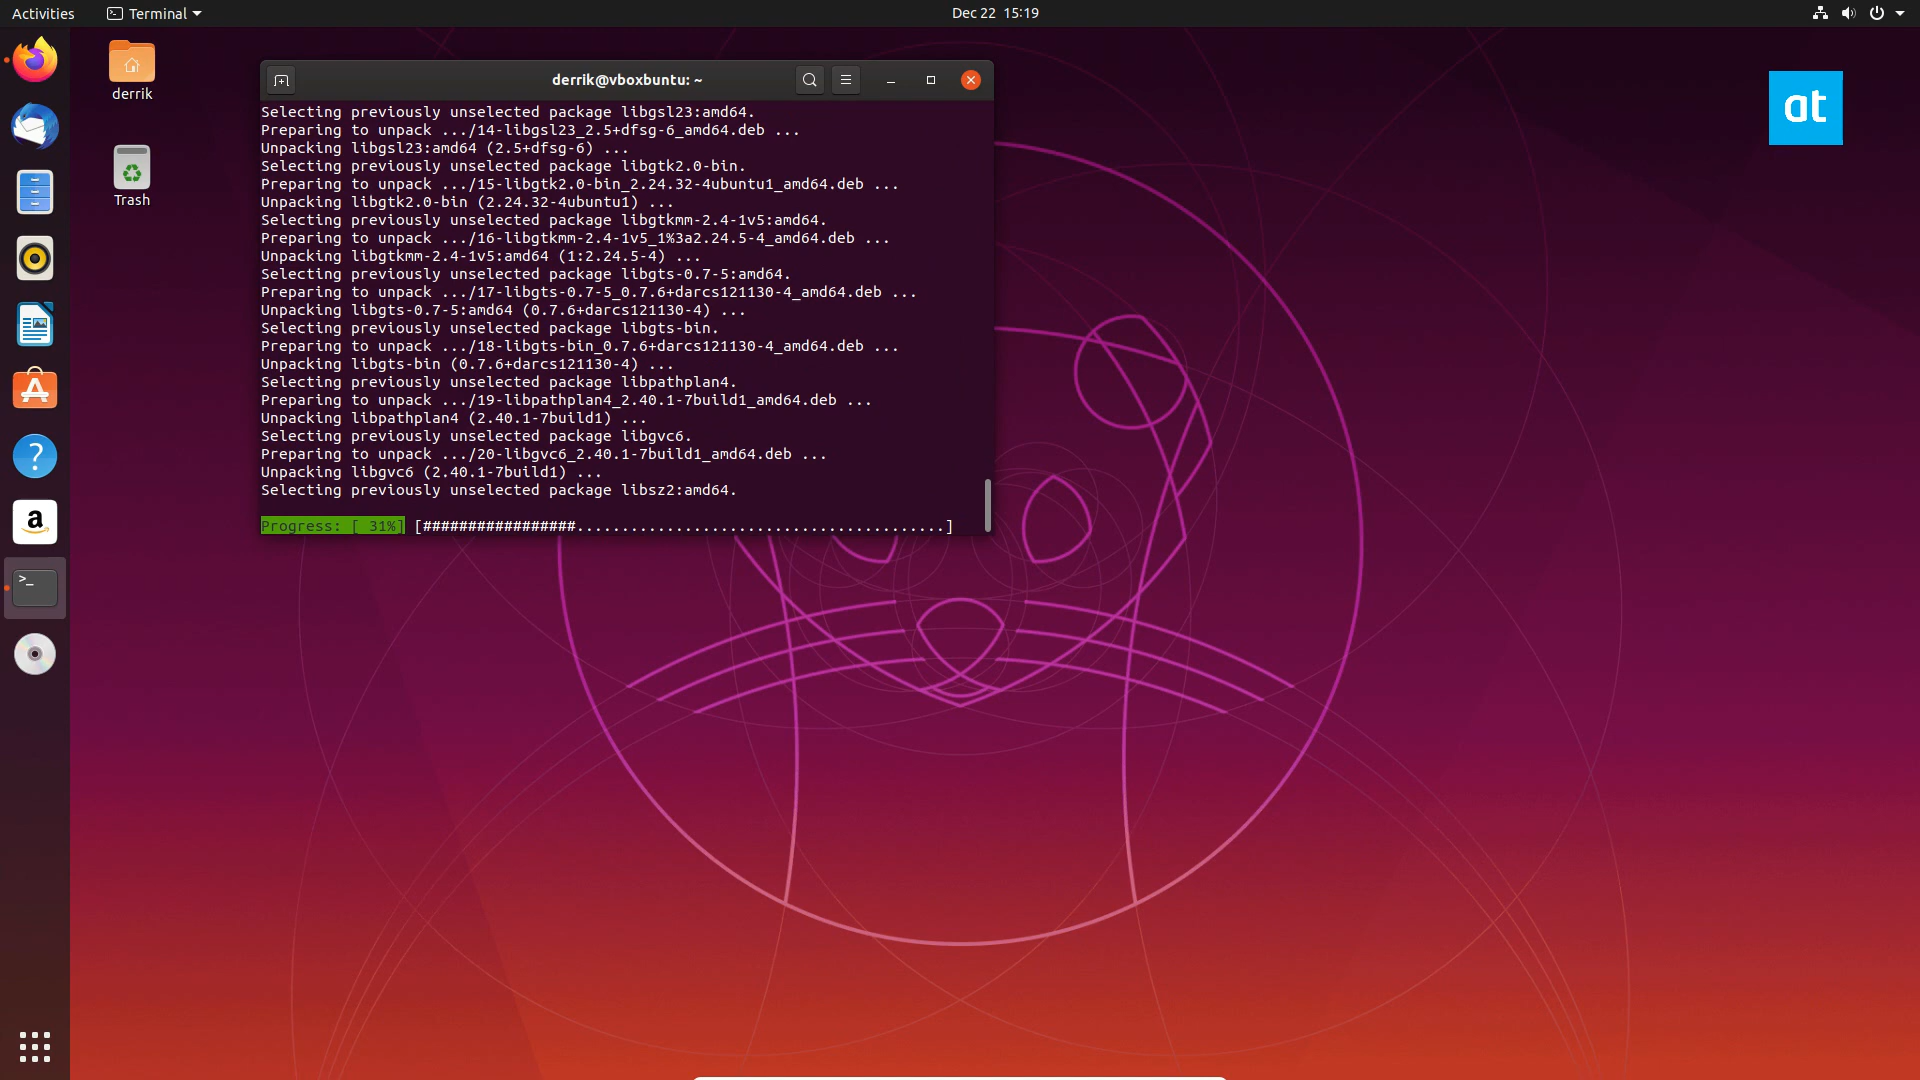 Activities
Terminal
Dec 22 15:19
derrik
Trash
at
derrik@vboxbuntu: ~
Selecting previously unselected package libgsl23:amd64.
Preparing to unpack .../14-libgsl23_2.5+dfsg-6_amd64.deb ...
Unpacking libgsl23:amd64 (2.5+dfsg-6) ...
Selecting previously unselected package libgtk2.0-bin.
Preparing to unpack .../15-libgtk2.0-bin_2.24.32-4ubuntu1_amd64.deb ...
Unpacking libgtk2.0-bin (2.24.32-4ubuntu1) ...
Selecting previously unselected package libgtkmm-2.4-1v5:amd64.
Preparing to unpack .../16-libgtkmm-2.4-1v5_1%3a2.24.5-4_amd64.deb ...
Unpacking libgtkmm-2.4-1v5:amd64 (1:2.24.5-4) ...
Selecting previously unselected package libgts-0.7-5:amd64.
Preparing to unpack .../17-libgts-0.7-5_0.7.6+darcs121130-4_amd64.deb ...
Unpacking libgts-0.7-5:amd64 (0.7.6+darcs121130-4) ...
Selecting previously unselected package libgts-bin.
Preparing to unpack .../18-libgts-bin_0.7.6+darcs121130-4_amd64.deb ...
Unpacking libgts-bin (0.7.6+darcs121130-4) ...
Selecting previously unselected package libpathplan4.
Preparing to unpack .../19-libpathplan4_2.40.1-7build1_amd64.deb ...
Unpacking libpathplan4 (2.40.1-7build1) ...
Selecting previously unselected package libgvc6.
Preparing to unpack .../20-libgvc6_2.40.1-7build1_amd64.deb ...
Unpacking libgvc6 (2.40.1-7build1) ...
Selecting previously unselected package libsz2:amd64.
Progress: [ 31%] [#################.........................................]